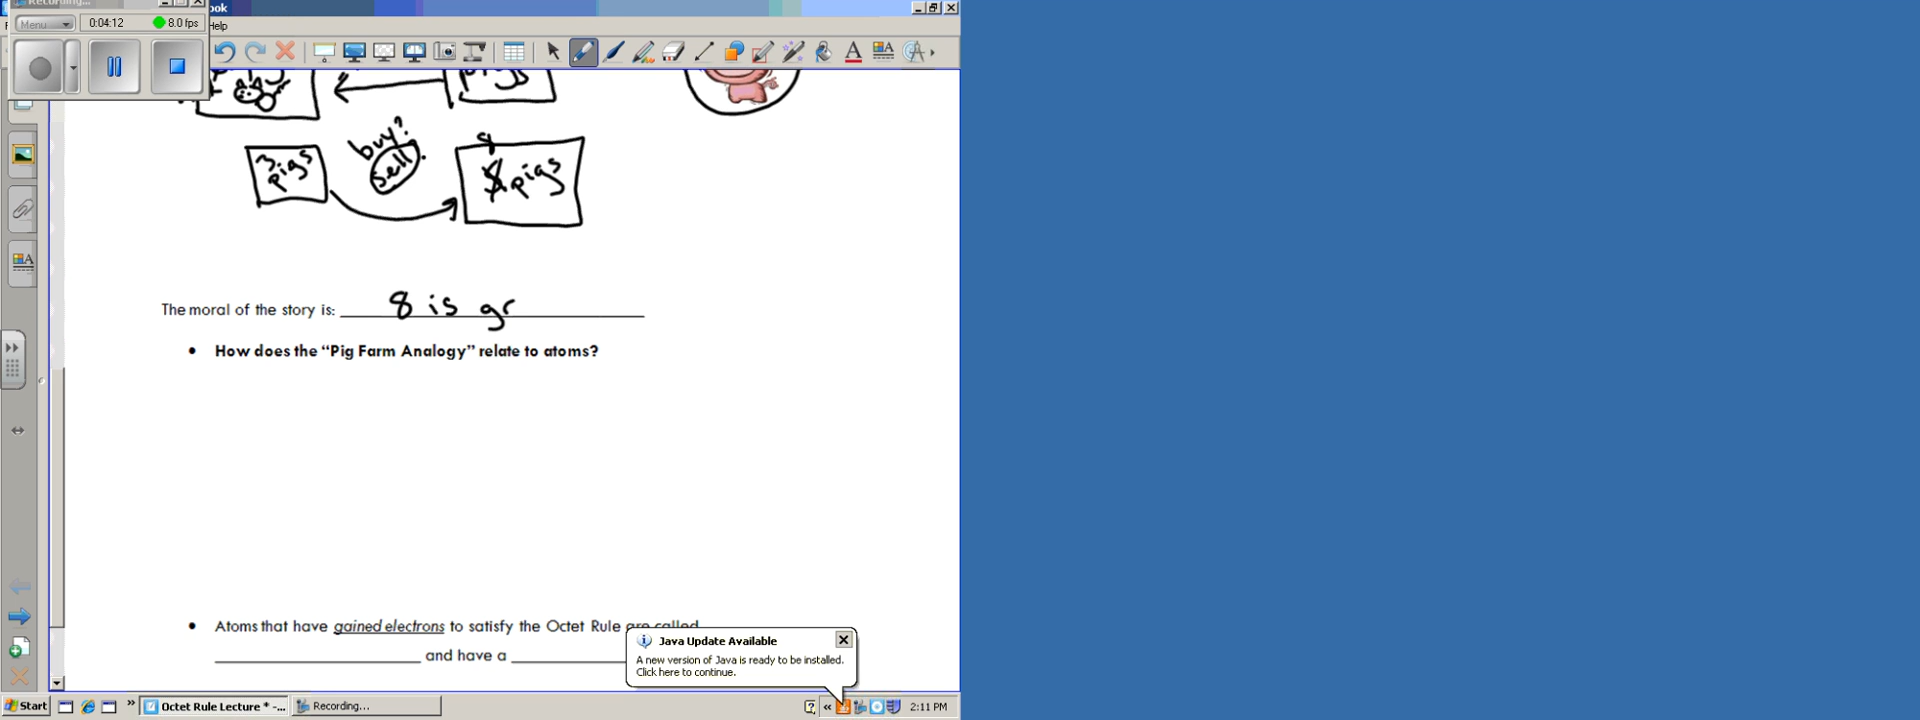 Recording...
ook
Menu
0:04:12
8.0 fps
Help
pigs
3
pigs
buy?
sell
8
pigs
The moral of the story is: 8 is gr
• How does the “Pig Farm Analogy” relate to atoms?
• Atoms that have gained electrons to satisfy the Octet Rule are called
and have a
Java Update Available
A new version of Java is ready to be installed.
Click here to continue.
Start
Octet Rule Lecture * -...
Recording...
2:11 PM